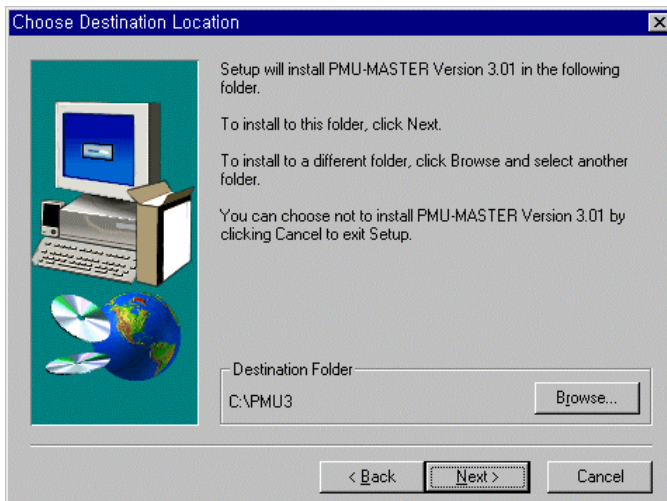 Choose Destination Location
Setup will install PMU-MASTER Version 3.01 in the following
folder.
To install to this folder, click Next.
To install to a different folder, click Browse and select another
folder.
You can choose not to install PMU-MASTER Version 3.01 by
clicking Cancel to exit Setup.
Destination Folder
C:\PMU3
Browse...
< Back
Next >
Cancel